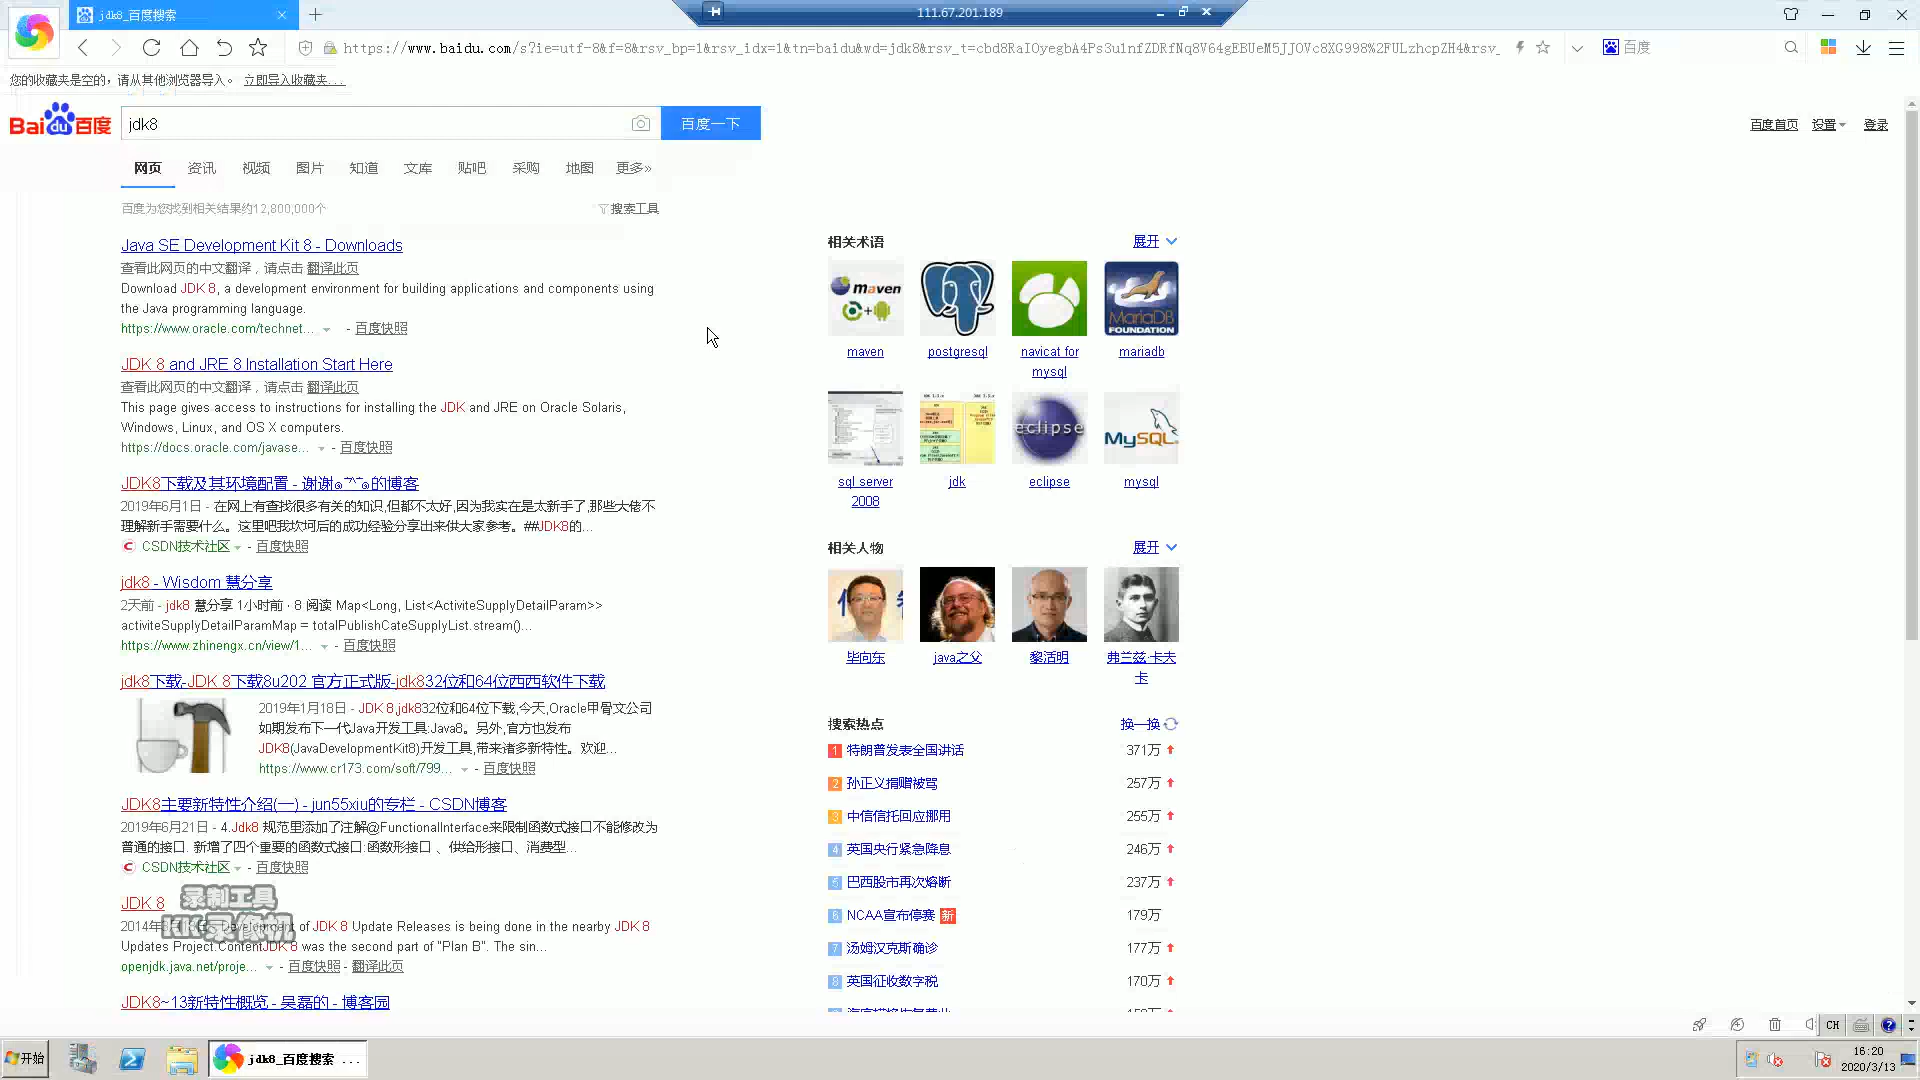 jdk8_百度搜索
111.67.201.189
https://www.baidu.com/s?ie=utf-8&f=8&rsv_bp=1&rsv_idx=1&tn=baidu&wd=jdk8&rsv_t=cbd8RaIOyegbA4Ps3ulnfZDRfNq8V64gEBUeM5JJOVc8XG998%2FULzhcpZH4&rsv_
百度
您的收藏夹是空的，请从其他浏览器导入。 立即导入收藏夹...
Bai du 百度
jdk8
百度一下
百度首页 设置 登录
网页 资讯 视频 图片 知道 文库 贴吧 采购 地图 更多»
百度为您找到相关结果约12,800,000个
搜索工具
Java SE Development Kit 8 - Downloads
查看此网页的中文翻译，请点击 翻译此页
Download JDK 8, a development environment for building applications and components using
the Java programming language.
https://www.oracle.com/technet... - 百度快照
JDK 8 and JRE 8 Installation Start Here
查看此网页的中文翻译，请点击 翻译此页
This page gives access to instructions for installing the JDK and JRE on Oracle Solaris,
Windows, Linux, and OS X computers.
https://docs.oracle.com/javase... - 百度快照
2019年6月1日 - 在网上有查找很多有关的知识,但都不太好,因为我实在是太新手了,那些大佬不
理解新手需要什么。这里吧我坎坷后的成功经验分享出来供大家参考。##JDK8的...
CSDN技术社区 - 百度快照
jdk8 - Wisdom 慧分享
2天前 - jdk8 慧分享 1小时前 · 8 阅读 Map<Long, List<ActiviteSupplyDetailParam>>
activiteSupplyDetailParamMap = totalPublishCateSupplyList.stream()...
https://www.zhinengx.cn/view/1... - 百度快照
jdk8下载-JDK 8下载8u202 官方正式版-jdk832位和64位西西软件下载
2019年1月18日 - JDK 8,jdk832位和64位下载,今天,Oracle甲骨文公司
如期发布下一代Java开发工具:Java8。另外,官方也发布
JDK8(JavaDevelopmentKit8)开发工具,带来诸多新特性。欢迎...
https://www.cr173.com/soft/799... - 百度快照
JDK8主要新特性介绍(一) - jun55xiu的专栏 - CSDN博客
2019年6月21日 - 4.Jdk8 规范里添加了注解@FunctionalInterface来限制函数式接口不能修改为
普通的接口. 新增了四个重要的函数式接口:函数形接口 、供给形接口、消费型...
CSDN技术社区 - 百度快照
JDK 8
录制工具
KK录像机
2014年3月18日 - Development of JDK 8 Update Releases is being done in the nearby JDK 8
Updates Project.ContentJDK 8 was the second part of "Plan B". The sin...
openjdk.java.net/proje... - 百度快照 - 翻译此页
JDK8~13新特性概览 - 吴磊的 - 博客园
相关术语 展开
maven
MariaDB
FOUNDATION
maven postgresql navicat for mysql mariadb
eclipse
MySQL
sql server 2008 jdk eclipse mysql
相关人物 展开
毕向东 java之父 黎活明 弗兰兹·卡夫卡
搜索热点 换一换
1 特朗普发表全国讲话 371万
2 孙正义捐赠被骂 257万
3 中信信托回应挪用 255万
4 英国央行紧急降息 246万
5 巴西股市再次熔断 237万
6 NCAA宣布停赛 新 179万
7 汤姆汉克斯确诊 177万
8 英国征收数字税 170万
CH
开始
jdk8_百度搜索 ...
16:20
2020/3/13